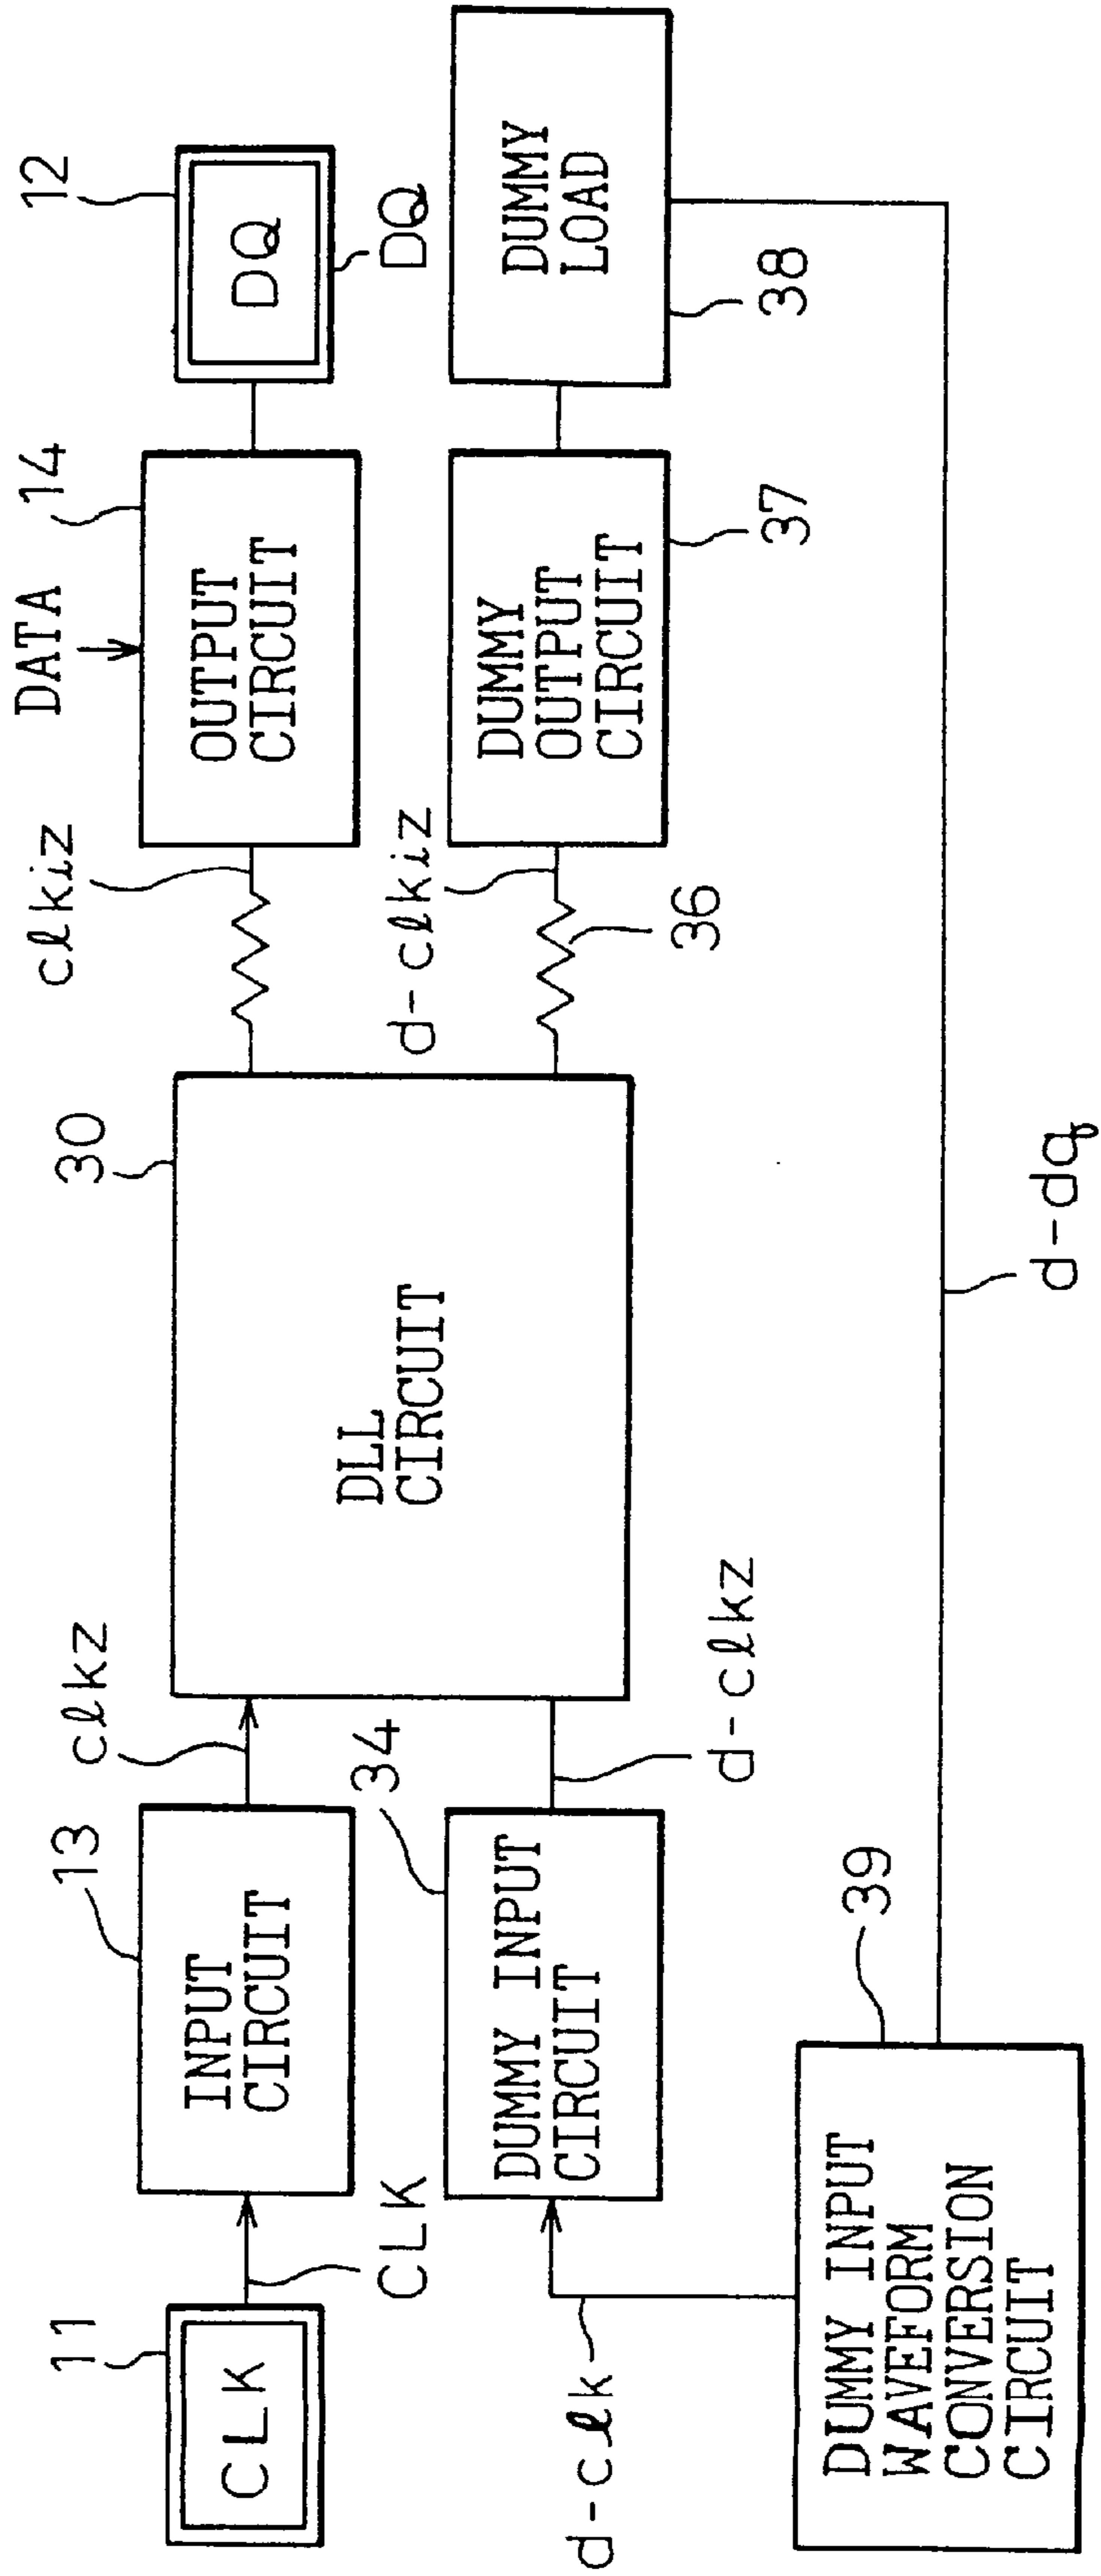 11
CLK
CLK
13
INPUT
CIRCUIT
clkz
30
DLL
CIRCUIT
clkiz
DATA
14
OUTPUT
CIRCUIT
12
DQ
DQ
d-clk
34
DUMMY INPUT
CIRCUIT
d-clkz
d-clkiz
36
DUMMY
OUTPUT
CIRCUIT
37
DUMMY
LOAD
38
DUMMY INPUT
WAVEFORM
CONVERSION
CIRCUIT
39
d-dq